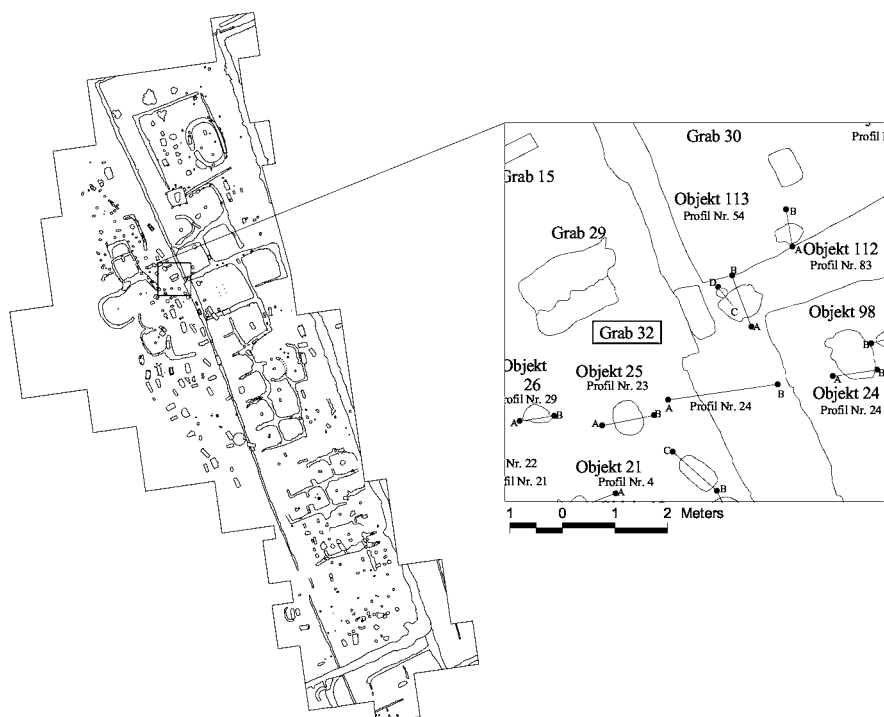 Grab 30
Profil
Grab 15
Objekt 113
Profil Nr. 54
B
Grab 29
A
Objekt 112
Profil Nr. 83
B
D
C
Objekt 98
Grab 32
A
B
Objekt
26
Profil Nr. 29
Objekt 25
Profil Nr. 23
A
B
Objekt 24
Profil Nr. 24
A
B
A
B
A
Profil Nr. 24
B
C
Nr. 22
fil Nr. 21
Objekt 21
Profil Nr. 4
A
B
1 0 1 2 Meters